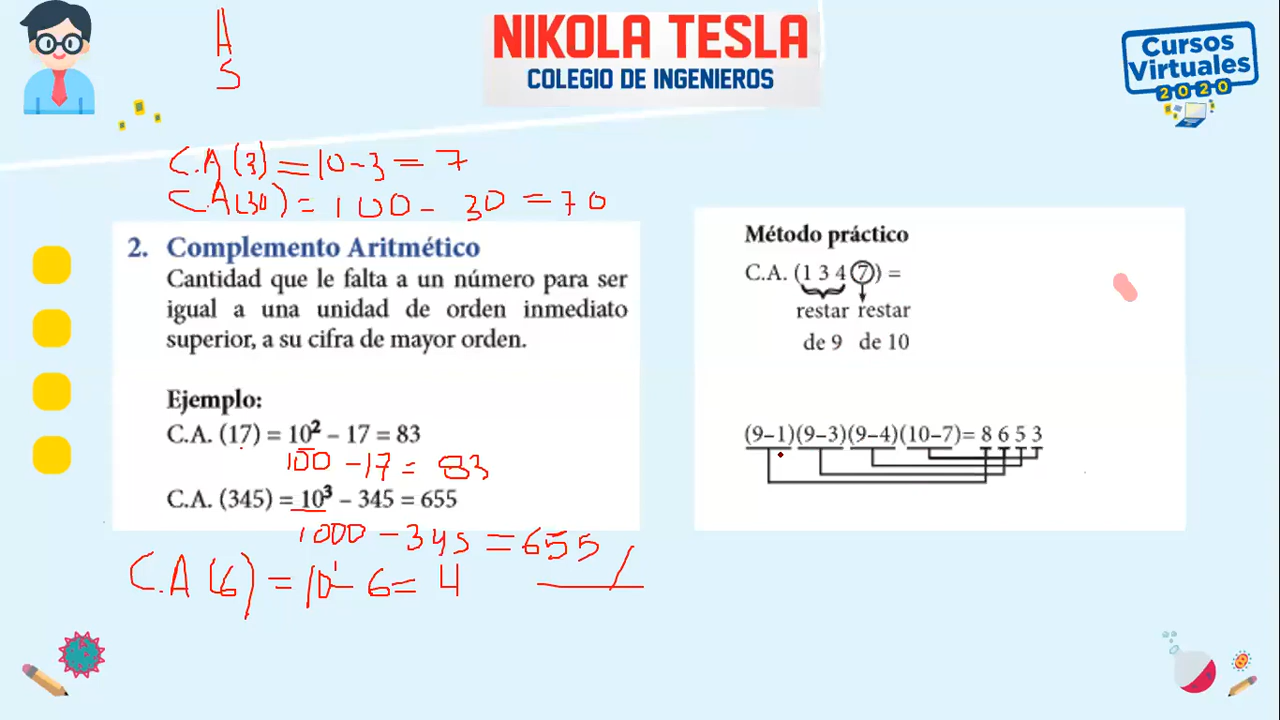 A
S
NIKOLA TESLA
COLEGIO DE INGENIEROS
Cursos
Virtuales
2020
C.A(3) = 10-3 = 7
C.A(30) = 100 - 30 = 70
2. Complemento Aritmético
Cantidad que le falta a un número para ser
igual a una unidad de orden inmediato
superior, a su cifra de mayor orden.
Ejemplo:
C.A. (17) = 10² – 17 = 83
100 - 17 = 83
C.A. (345) = 10³ – 345 = 655
1000 - 345 = 655
C.A(6) = 10¹- 6 = 4
Método práctico
C.A. (1 3 4 7) =
restar restar
de 9 de 10
(9–1)(9–3)(9–4)(10–7)= 8 6 5 3